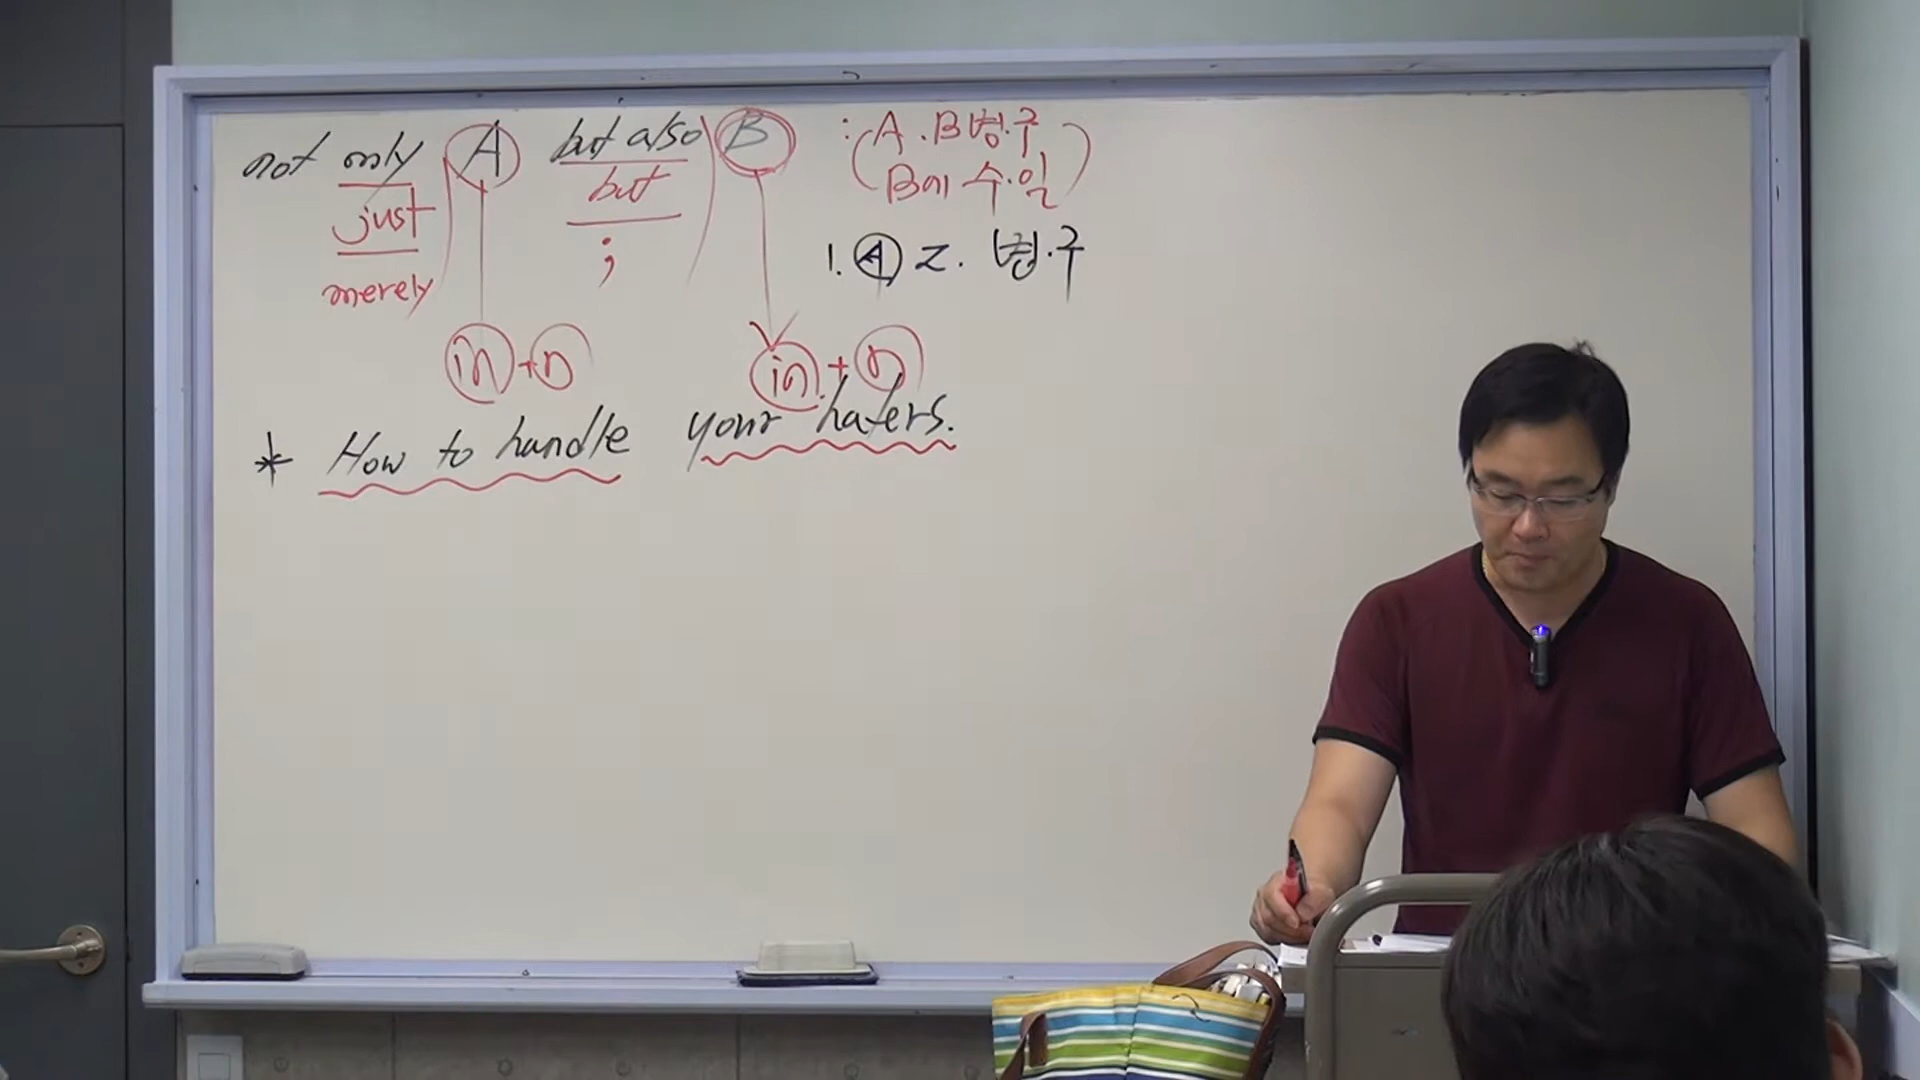 not only A but also B : (A.B병.구
just but B에 수.일)
merely ;
1. Ⓐ 2. 병.구
in + n in + n
* How to handle your haters.